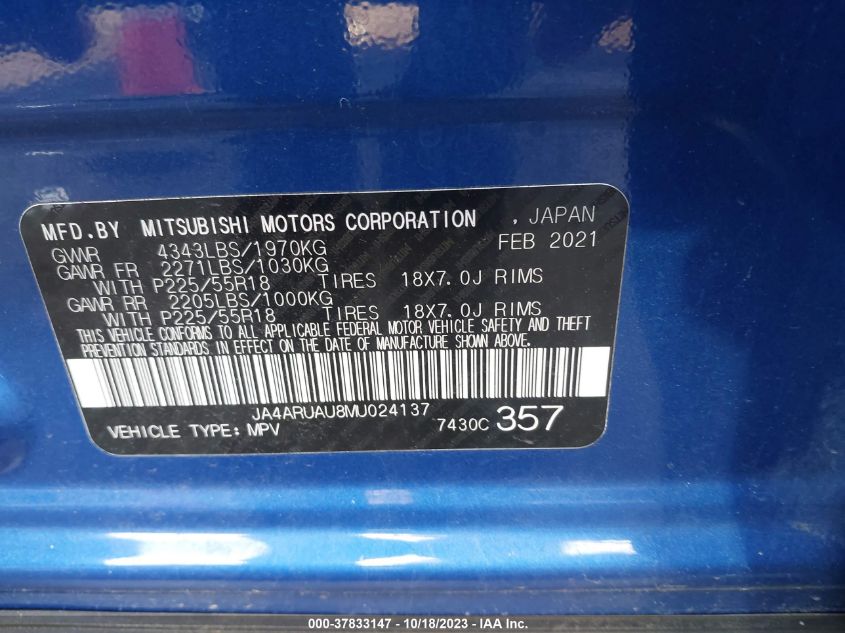 MFD.BY MITSUBISHI MOTORS CORPORATION , JAPAN
GVWR 4343LBS/1970KG FEB 2021
GAWR FR 2271LBS/1030KG
WITH P225/55R18 TIRES 18X7.0J RIMS
GAWR RR 2205LBS/1000KG
WITH P225/55R18 TIRES 18X7.0J RIMS
THIS VEHICLE CONFORMS TO ALL APPLICABLE FEDERAL MOTOR VEHICLE SAFETY AND THEFT
PREVENTION STANDARDS IN EFFECT ON THE DATE OF MANUFACTURE SHOWN ABOVE.
JA4ARUAU8MU024137
VEHICLE TYPE: MPV 7430C 357
000-37833147 - 10/18/2023 - IAA Inc.